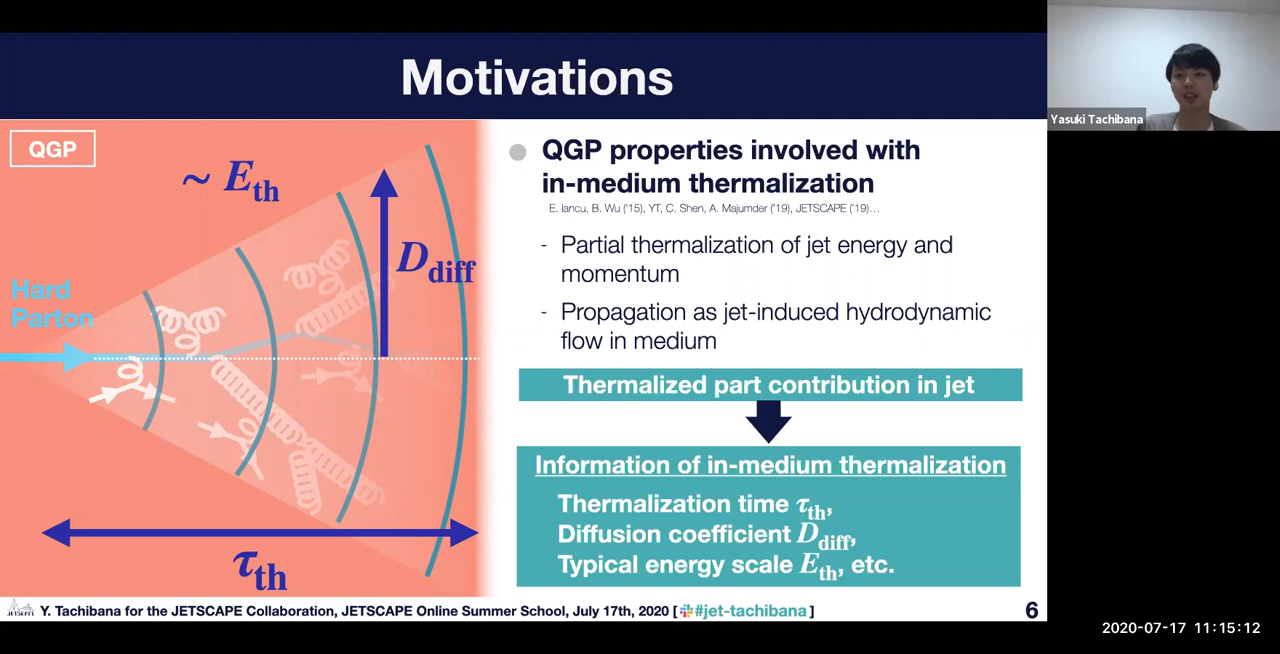 Motivations
Yasuki Tachibana
QGP
~ E_th
D_diff
Hard
Parton
τ_th
QGP properties involved with
in-medium thermalization
E. Iancu, B. Wu ('15), YT, C. Shen, A. Majumder ('19), JETSCAPE ('19)…
- Partial thermalization of jet energy and
momentum
- Propagation as jet-induced hydrodynamic
flow in medium
Thermalized part contribution in jet
Information of in-medium thermalization
Thermalization time τ_th,
Diffusion coefficient D_diff,
Typical energy scale E_th, etc.
JETSCAPE
Y. Tachibana for the JETSCAPE Collaboration, JETSCAPE Online Summer School, July 17th, 2020 [ #jet-tachibana ]
6
2020-07-17 11:15:12